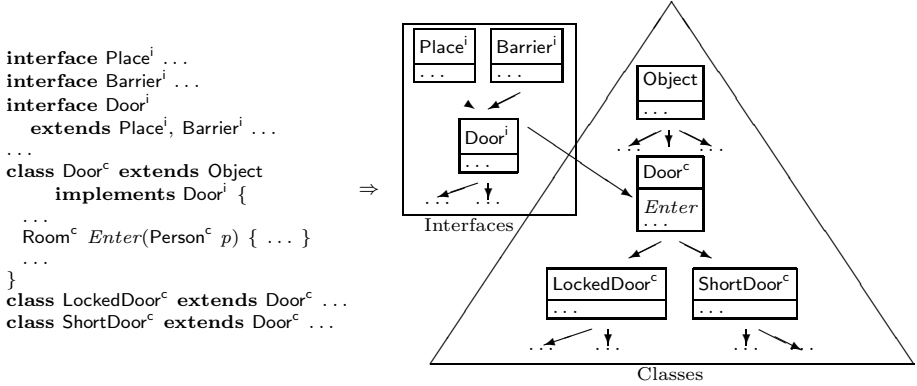 interface Placeⁱ ...
interface Barrierⁱ ...
interface Doorⁱ
extends Placeⁱ, Barrierⁱ ...
...
class Doorᶜ extends Object
implements Doorⁱ {
...
Roomᶜ Enter(Personᶜ p) { ... }
...
}
class LockedDoorᶜ extends Doorᶜ ...
class ShortDoorᶜ extends Doorᶜ ...
⇒
Placeⁱ
...
Barrierⁱ
...
Doorⁱ
...
... ...
Interfaces
Object
...
... ... ...
Doorᶜ
Enter
...
LockedDoorᶜ
...
ShortDoorᶜ
...
... ...
... ...
Classes